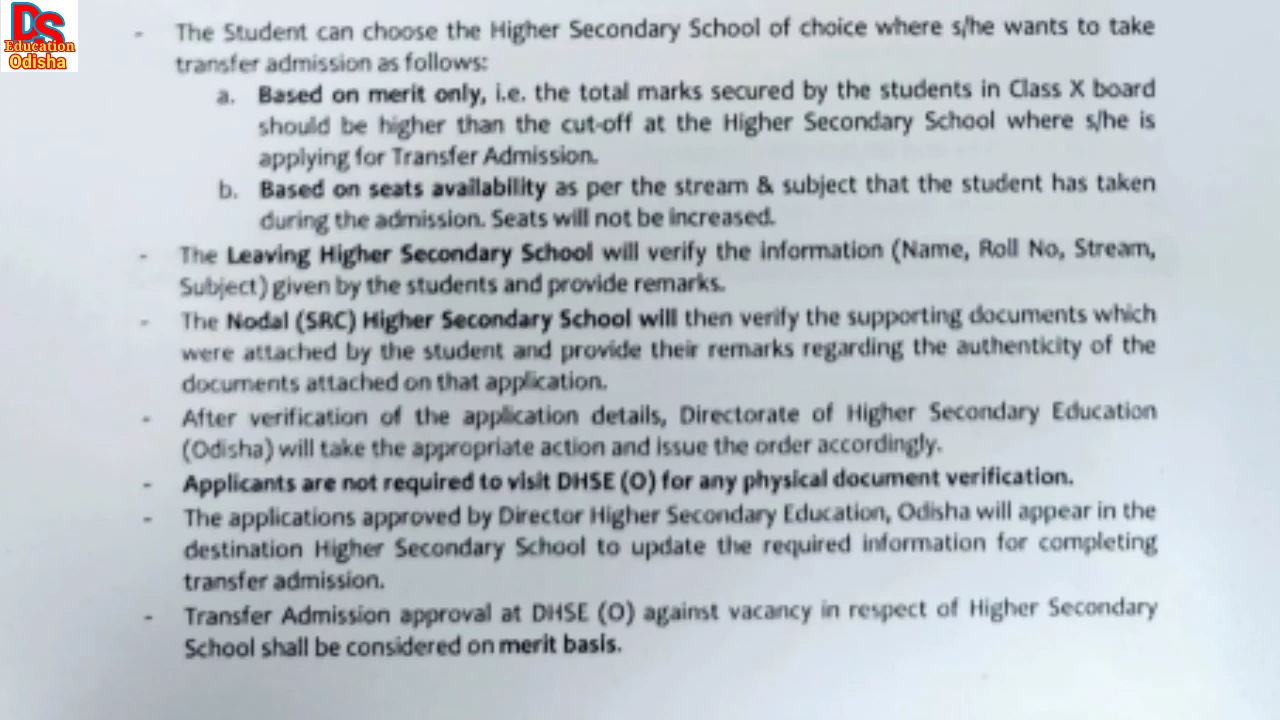 DS
Education
Odisha
- The Student can choose the Higher Secondary School of choice where s/he wants to take
transfer admission as follows:
a. Based on merit only, i.e. the total marks secured by the students in Class X board
should be higher than the cut-off at the Higher Secondary School where s/he is
applying for Transfer Admission.
b. Based on seats availability as per the stream & subject that the student has taken
during the admission. Seats will not be increased.
- The Leaving Higher Secondary School will verify the information (Name, Roll No, Stream,
Subject) given by the students and provide remarks.
- The Nodal (SRC) Higher Secondary School will then verify the supporting documents which
were attached by the student and provide their remarks regarding the authenticity of the
documents attached on that application.
- After verification of the application details, Directorate of Higher Secondary Education
(Odisha) will take the appropriate action and issue the order accordingly.
- Applicants are not required to visit DHSE (O) for any physical document verification.
- The applications approved by Director Higher Secondary Education, Odisha will appear in the
destination Higher Secondary School to update the required information for completing
transfer admission.
- Transfer Admission approval at DHSE (O) against vacancy in respect of Higher Secondary
School shall be considered on merit basis.